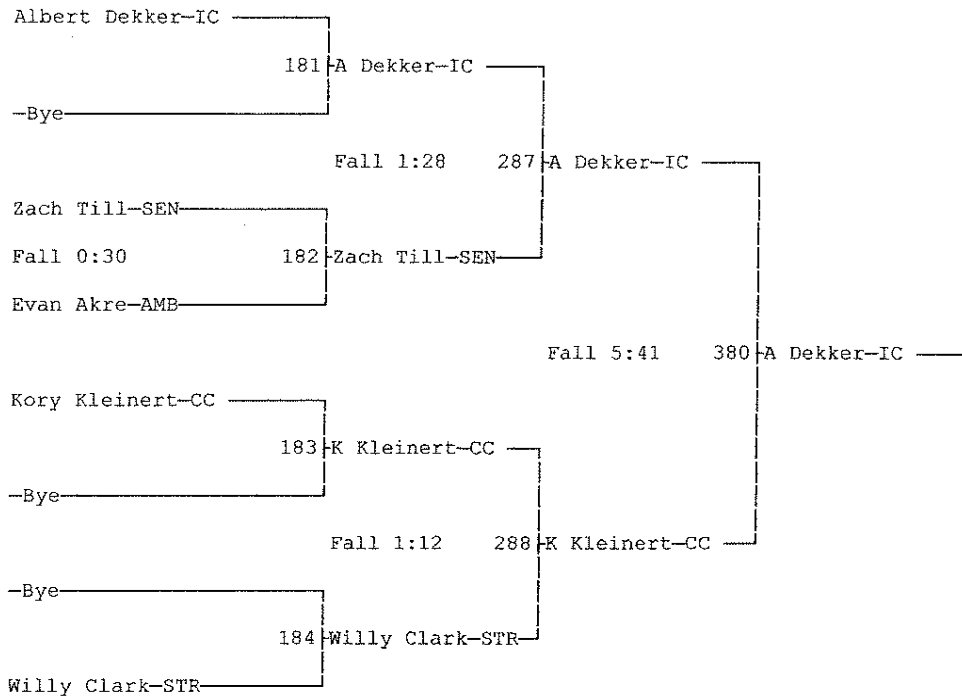 Albert Dekker-IC
181 A Dekker-IC
-Bye
Fall 1:28 287 A Dekker-IC
Zach Till-SEN
Fall 0:30 182 Zach Till-SEN
Evan Akre-AMB
Fall 5:41 380 A Dekker-IC
Kory Kleinert-CC
183 K Kleinert-CC
-Bye
Fall 1:12 288 K Kleinert-CC
-Bye
184 Willy Clark-STR
Willy Clark-STR